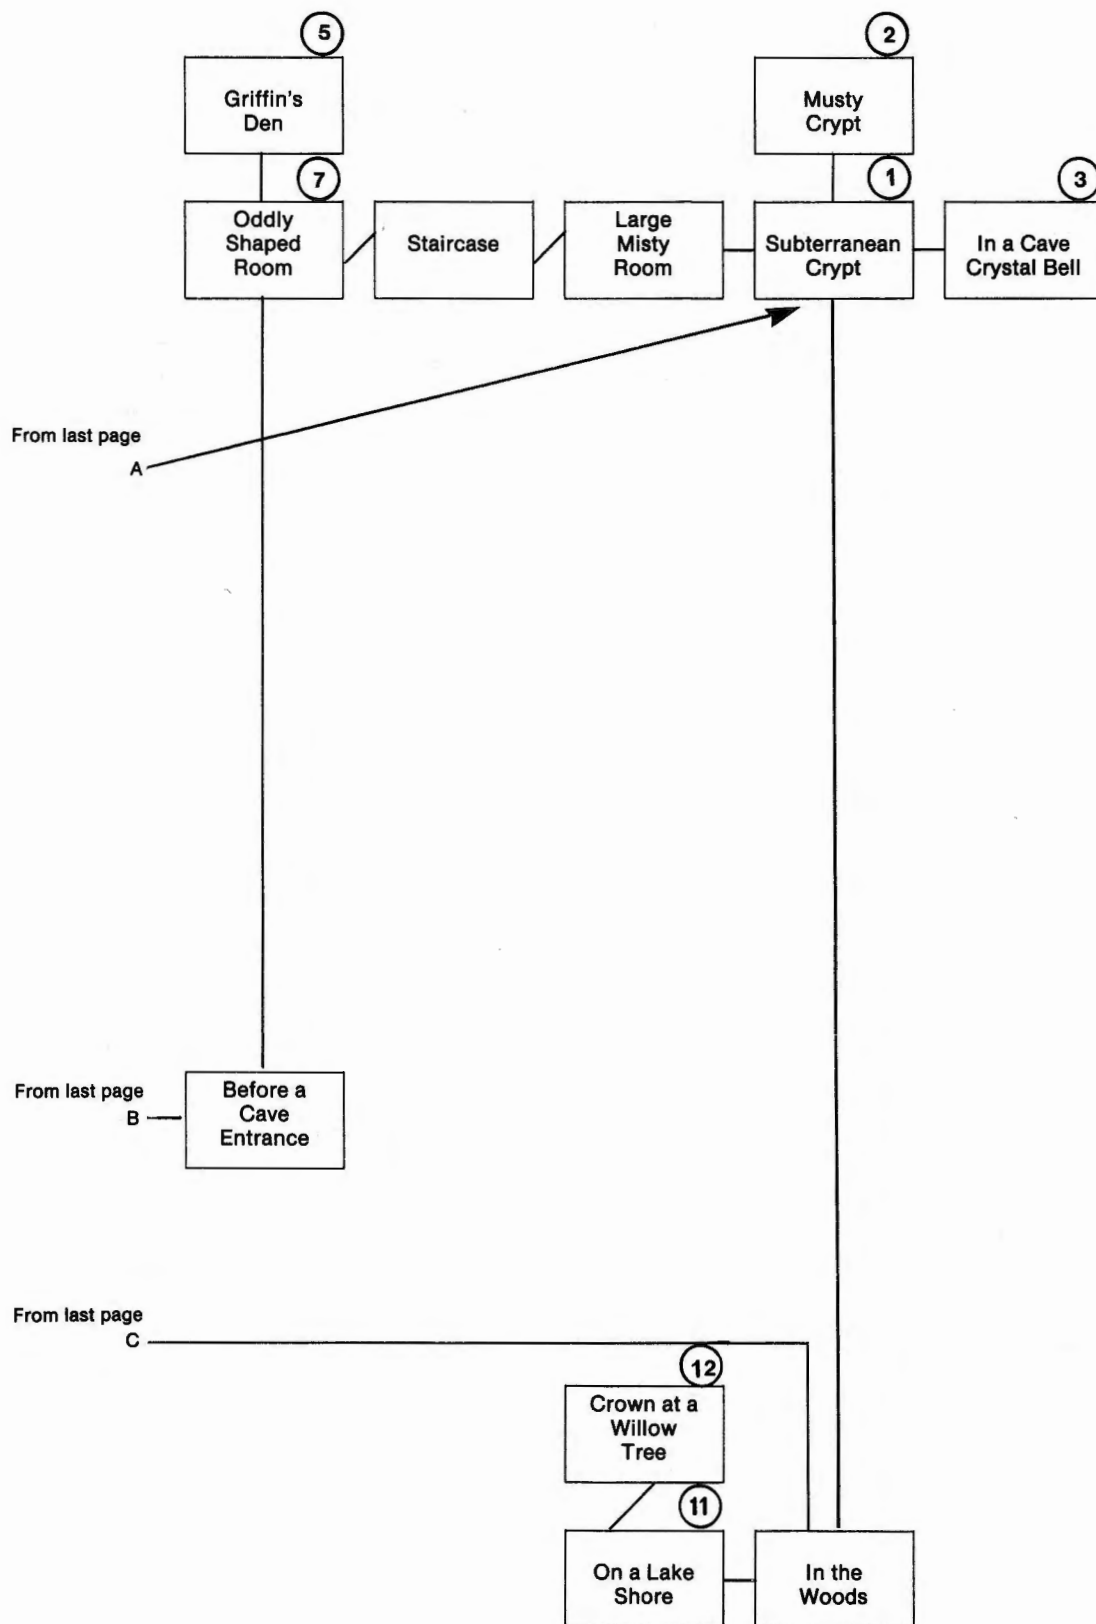 5
Griffin's
Den
2
Musty
Crypt
7
Oddly
Shaped
Room
Staircase
Large
Misty
Room
1
Subterranean
Crypt
3
In a Cave
Crystal Bell
From last page
A
From last page
B
Before a
Cave
Entrance
From last page
C
12
Crown at a
Willow
Tree
11
On a Lake
Shore
In the
Woods